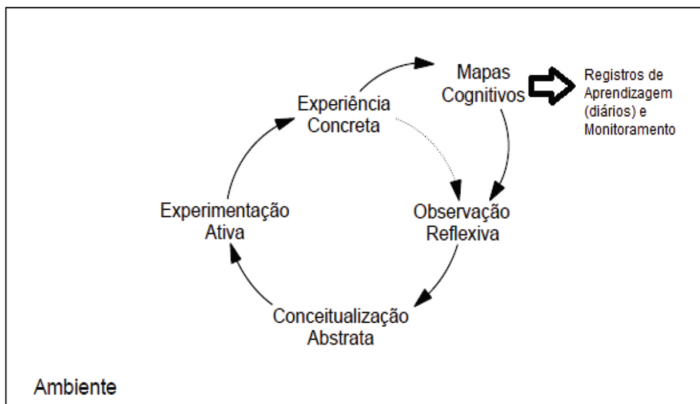 Mapas
Cognitivos
Registros de
Aprendizagem
(diários) e
Monitoramento
Experiência
Concreta
Experimentação
Ativa
Observação
Reflexiva
Conceitualização
Abstrata
Ambiente